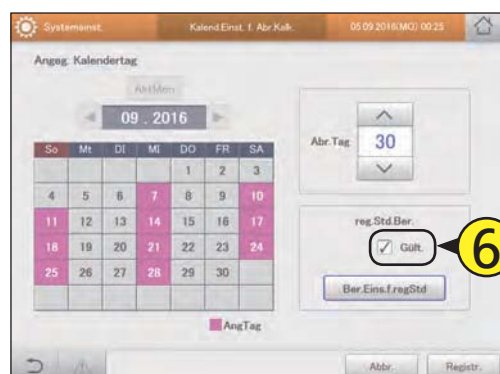 Systemeinst. Kalend.Einst. f. Abr.Kalk. 05.09.2016(MO) 00:25
Angeg. Kalendertag
AktMon
09 . 2016
So Mt DI MI DO FR SA
1 2 3
4 5 6 7 8 9 10
11 12 13 14 15 16 17
18 19 20 21 22 23 24
25 26 27 28 29 30
AngTag
Abr.Tag 30
reg.Std.Ber.
Gült.
6
Ber.Eins.f.regStd
Abbr. Registr.